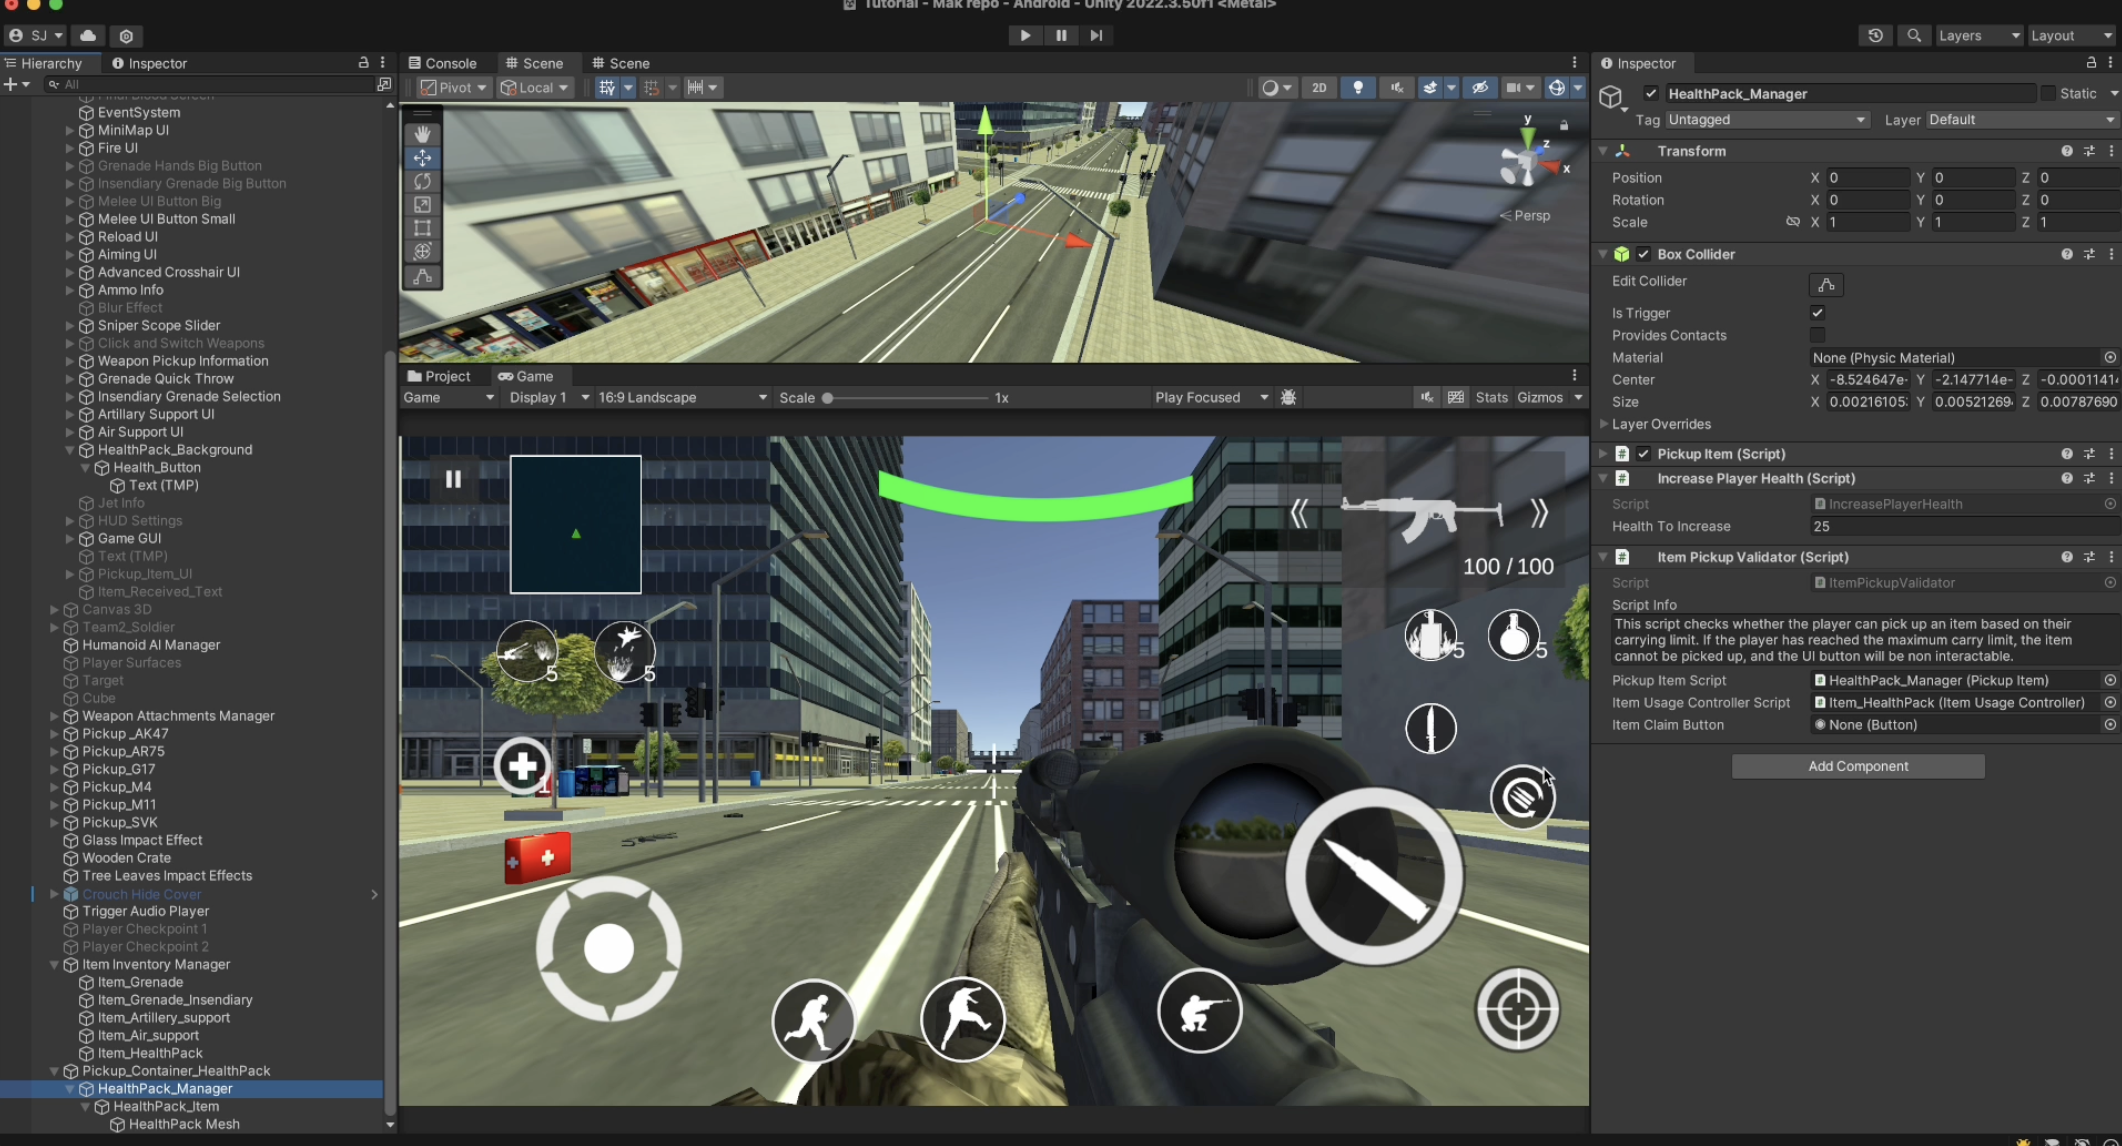 Tutorial - Mak repo - Android - Unity 2022.3.50f1 <Metal>
SJ
Layers
Layout
Hierarchy
Inspector
All
Final Blood Screen
EventSystem
MiniMap UI
Fire UI
Grenade Hands Big Button
Insendiary Grenade Big Button
Melee UI Button Big
Melee UI Button Small
Reload UI
Aiming UI
Advanced Crosshair UI
Ammo Info
Blur Effect
Sniper Scope Slider
Click and Switch Weapons
Weapon Pickup Information
Grenade Quick Throw
Insendiary Grenade Selection
Artillary Support UI
Air Support UI
HealthPack_Background
Health_Button
Text (TMP)
Jet Info
HUD Settings
Game GUI
Text (TMP)
Pickup_Item_UI
Item_Received_Text
Canvas 3D
Team2_Soldier
Humanoid AI Manager
Player Surfaces
Target
Cube
Weapon Attachments Manager
Pickup _AK47
Pickup_AR75
Pickup_G17
Pickup_M4
Pickup_M11
Pickup_SVK
Glass Impact Effect
Wooden Crate
Tree Leaves Impact Effects
Crouch Hide Cover
Trigger Audio Player
Player Checkpoint 1
Player Checkpoint 2
Item Inventory Manager
Item_Grenade
Item_Grenade_Insendiary
Item_Artillery_support
Item_Air_support
Item_HealthPack
Pickup_Container_HealthPack
HealthPack_Manager
HealthPack_Item
HealthPack Mesh
Console
Scene
Scene
Pivot
Local
2D
y
z
x
Persp
Project
Game
Game
Display 1
16:9 Landscape
Scale
1x
Play Focused
Stats
Gizmos
100 / 100
5
5
5
5
1
Inspector
HealthPack_Manager
Static
Tag Untagged
Layer Default
Transform
Position X 0 Y 0 Z 0
Rotation X 0 Y 0 Z 0
Scale X 1 Y 1 Z 1
Box Collider
Edit Collider
Is Trigger
Provides Contacts
Material None (Physic Material)
Center X -8.524647e- Y -2.147714e- Z -0.00011414
Size X 0.00216105 Y 0.00521269 Z 0.00787690
Layer Overrides
Pickup Item (Script)
Increase Player Health (Script)
Script IncreasePlayerHealth
Health To Increase 25
Item Pickup Validator (Script)
Script ItemPickupValidator
Script Info
This script checks whether the player can pick up an item based on their
carrying limit. If the player has reached the maximum carry limit, the item
cannot be picked up, and the UI button will be non interactable.
Pickup Item Script HealthPack_Manager (Pickup Item)
Item Usage Controller Script Item_HealthPack (Item Usage Controller)
Item Claim Button None (Button)
Add Component